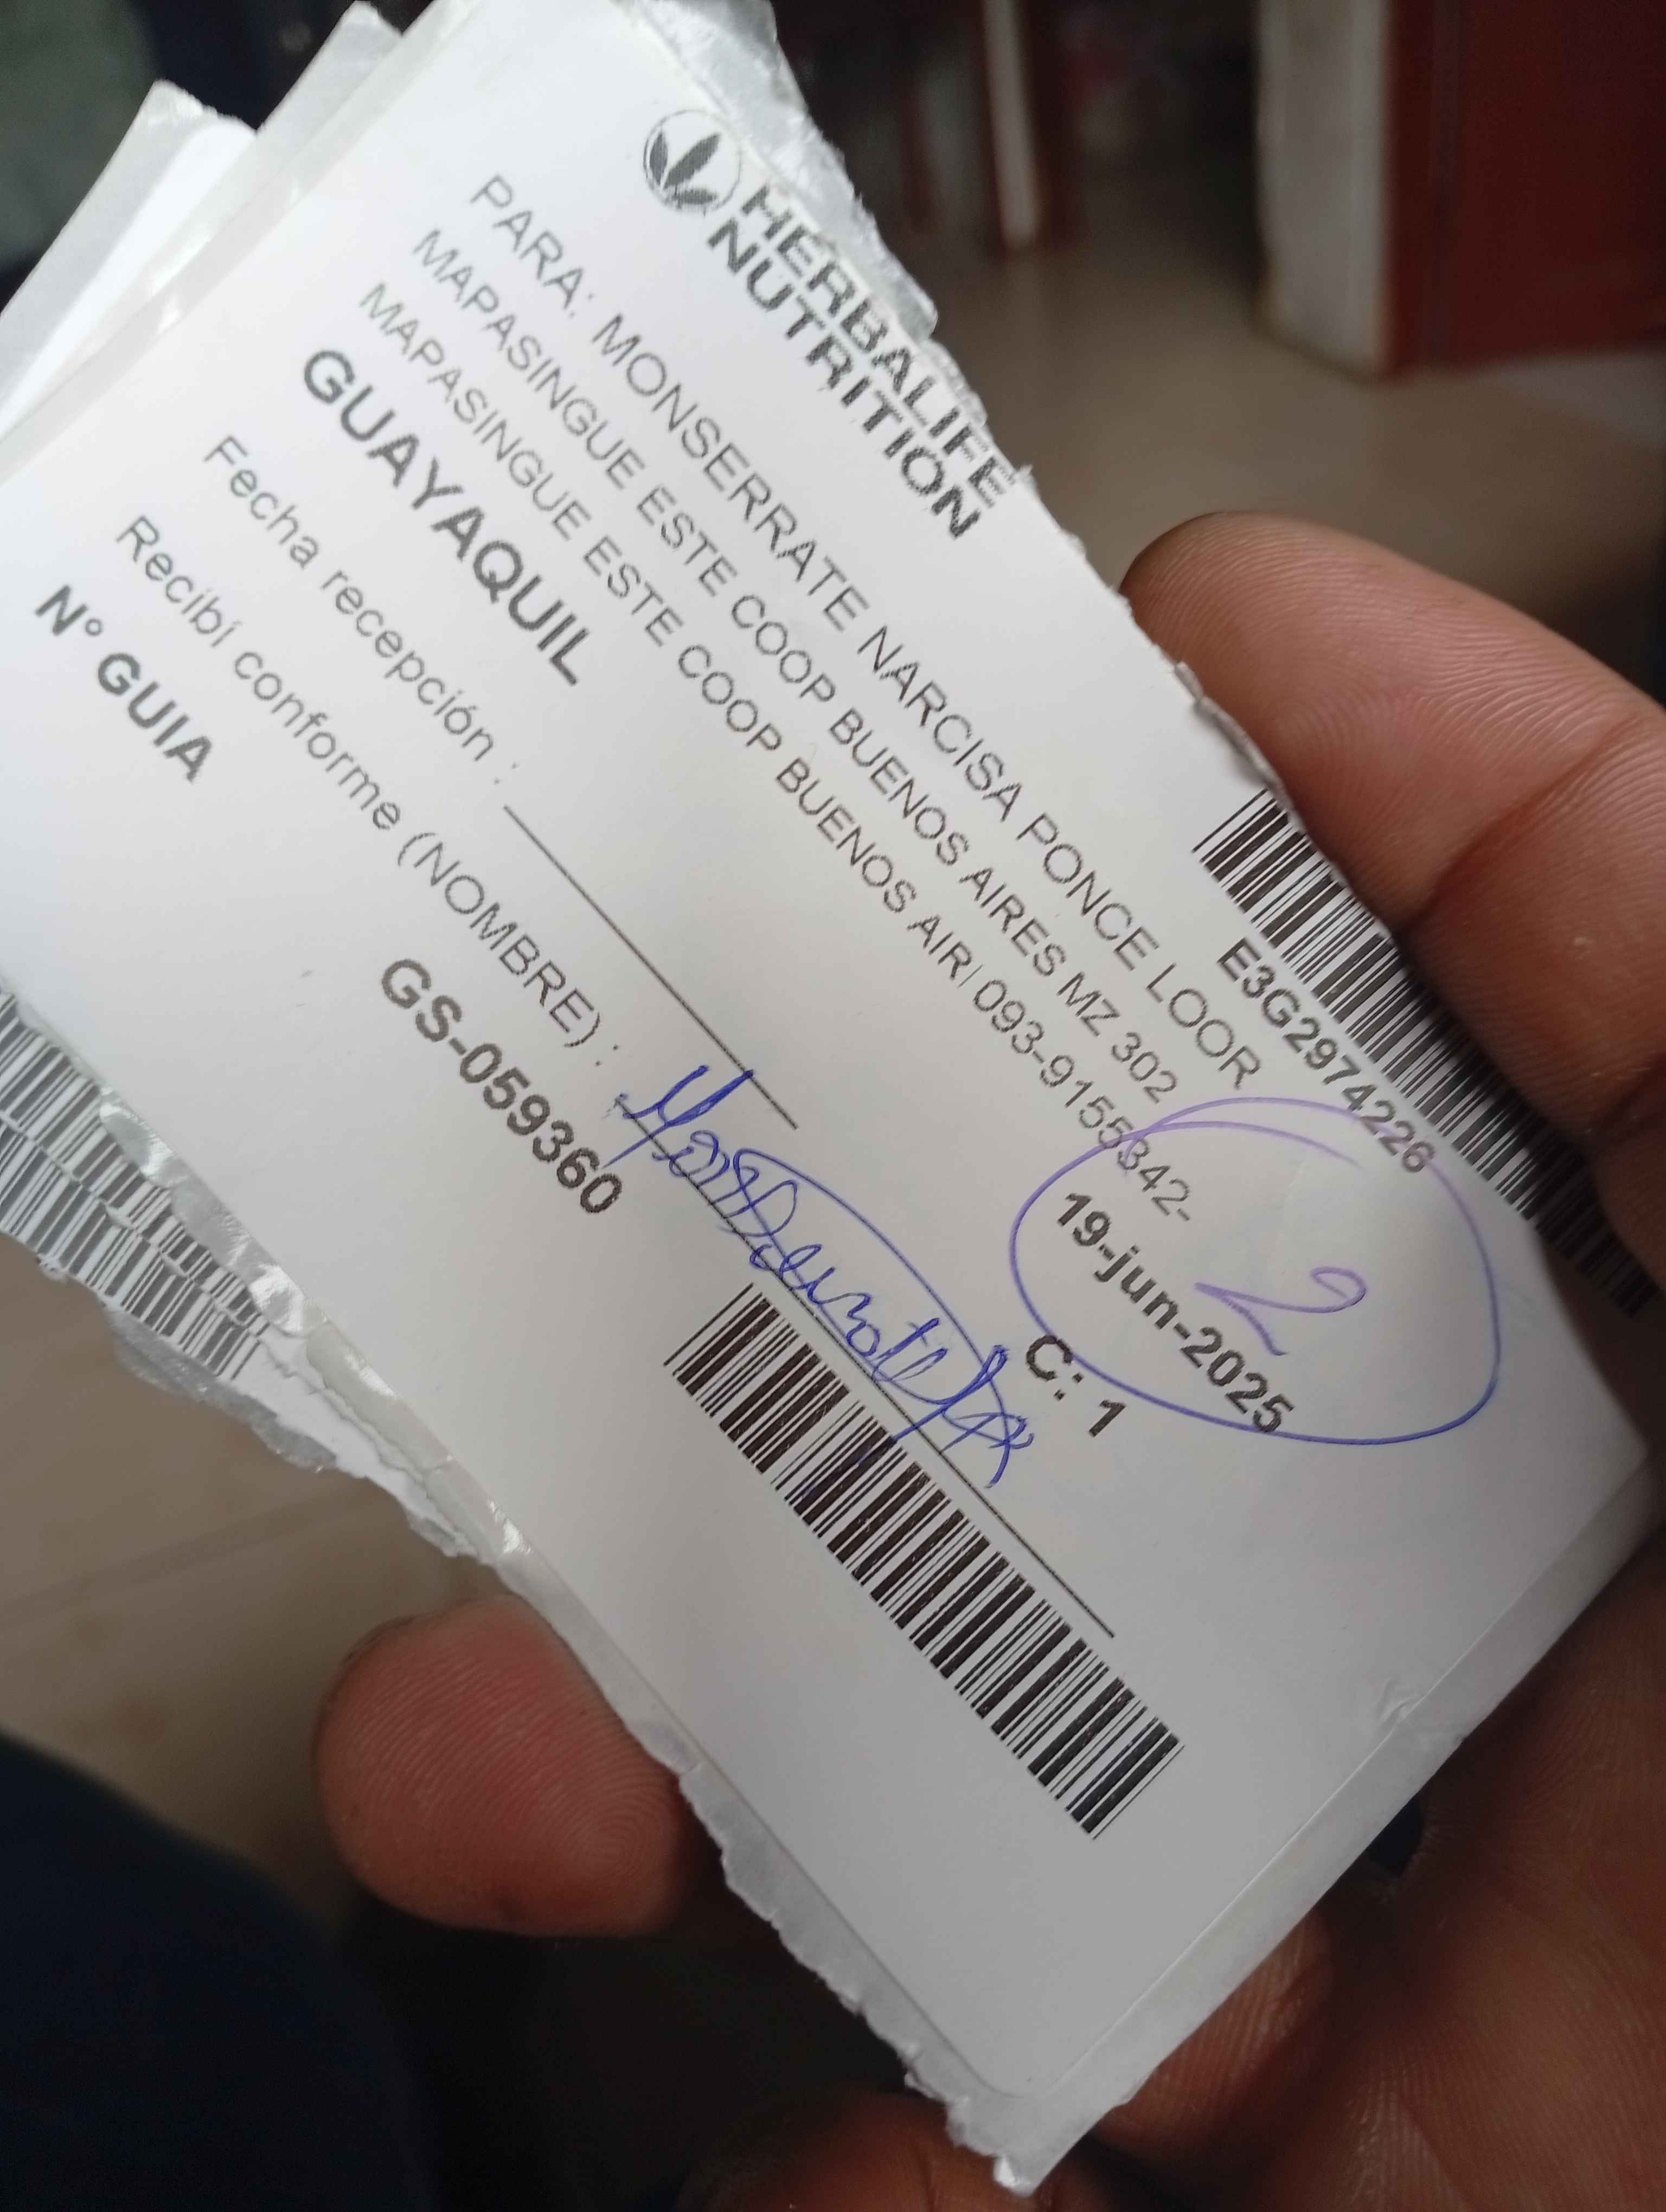 HERBALIFE
NUTRITION
E3G2974226
PARA: MONSERRATE NARCISA PONCE LOOR
MAPASINGUE ESTE COOP BUENOS AIRES MZ 302
MAPASINGUE ESTE COOP BUENOS AIR| 093-9155342-
GUAYAQUIL
19-jun-2025
2
Fecha recepción :
C: 1
Recibí conforme (NOMBRE) :
N° GUIA
GS-059360